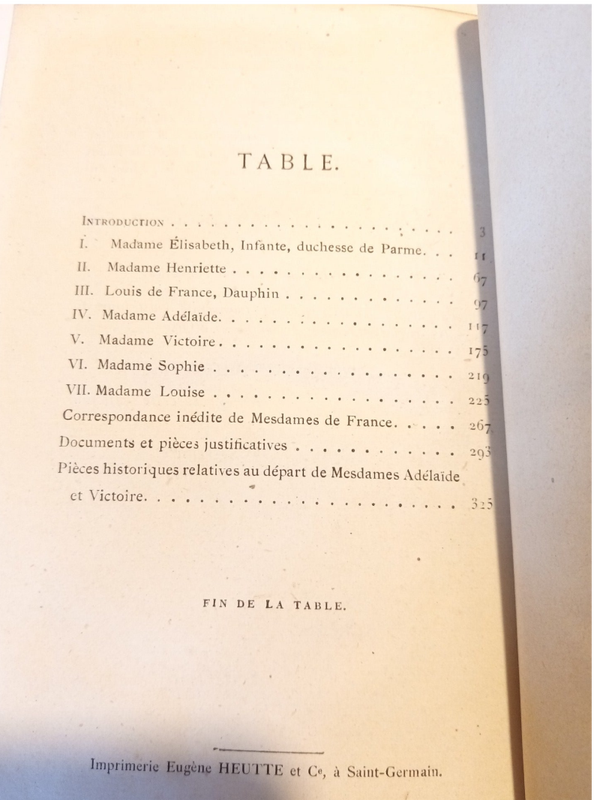 TABLE.
INTRODUCTION . . . . . . . . . . . . . . . . . . . . 3
I. Madame Élisabeth, Infante, duchesse de Parme. . . 11
II. Madame Henriette . . . . . . . . . . . . . . . 67
III. Louis de France, Dauphin . . . . . . . . . . . . 97
IV. Madame Adélaïde. . . . . . . . . . . . . . . . 117
V. Madame Victoire. . . . . . . . . . . . . . . . 175
VI. Madame Sophie . . . . . . . . . . . . . . . . 219
VII. Madame Louise . . . . . . . . . . . . . . . . 225
Correspondance inédite de Mesdames de France. . . . . 267
Documents et pièces justificatives . . . . . . . . . . . 293
Pièces historiques relatives au départ de Mesdames Adélaïde
et Victoire. . . . . . . . . . . . . . . . . . . . . 325
FIN DE LA TABLE.
Imprimerie Eugène HEUTTE et Cᵉ, à Saint-Germain.